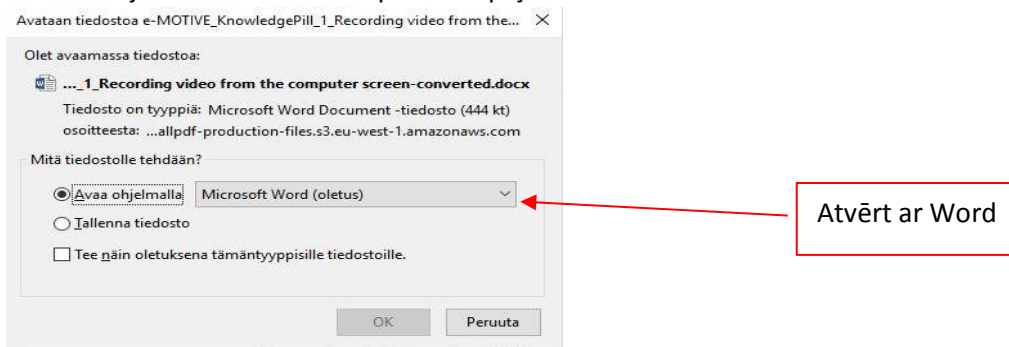 Avataan tiedostoa e-MOTIVE_KnowledgePill_1_Recording video from the...
Olet avaamassa tiedostoa:
..._1_Recording video from the computer screen-converted.docx
Tiedosto on tyyppiä: Microsoft Word Document -tiedosto (444 kt)
osoitteesta: ...allpdf-production-files.s3.eu-west-1.amazonaws.com
Mitä tiedostolle tehdään?
Avaa ohjelmalla Microsoft Word (oletus)
Atvērt ar Word
Tallenna tiedosto
Tee näin oletuksena tämäntyyppisille tiedostoille.
OK Peruuta